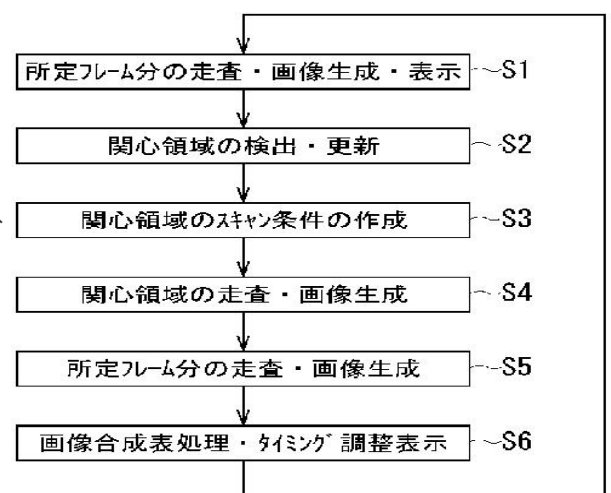 所定ﾌﾚｰﾑ分の走査・画像生成・表示 S1
関心領域の検出・更新 S2
関心領域のｽｷｬﾝ条件の作成 S3
関心領域の走査・画像生成 S4
所定ﾌﾚｰﾑ分の走査・画像生成 S5
画像合成表処理・ﾀｲﾐﾝｸﾞ調整表示 S6